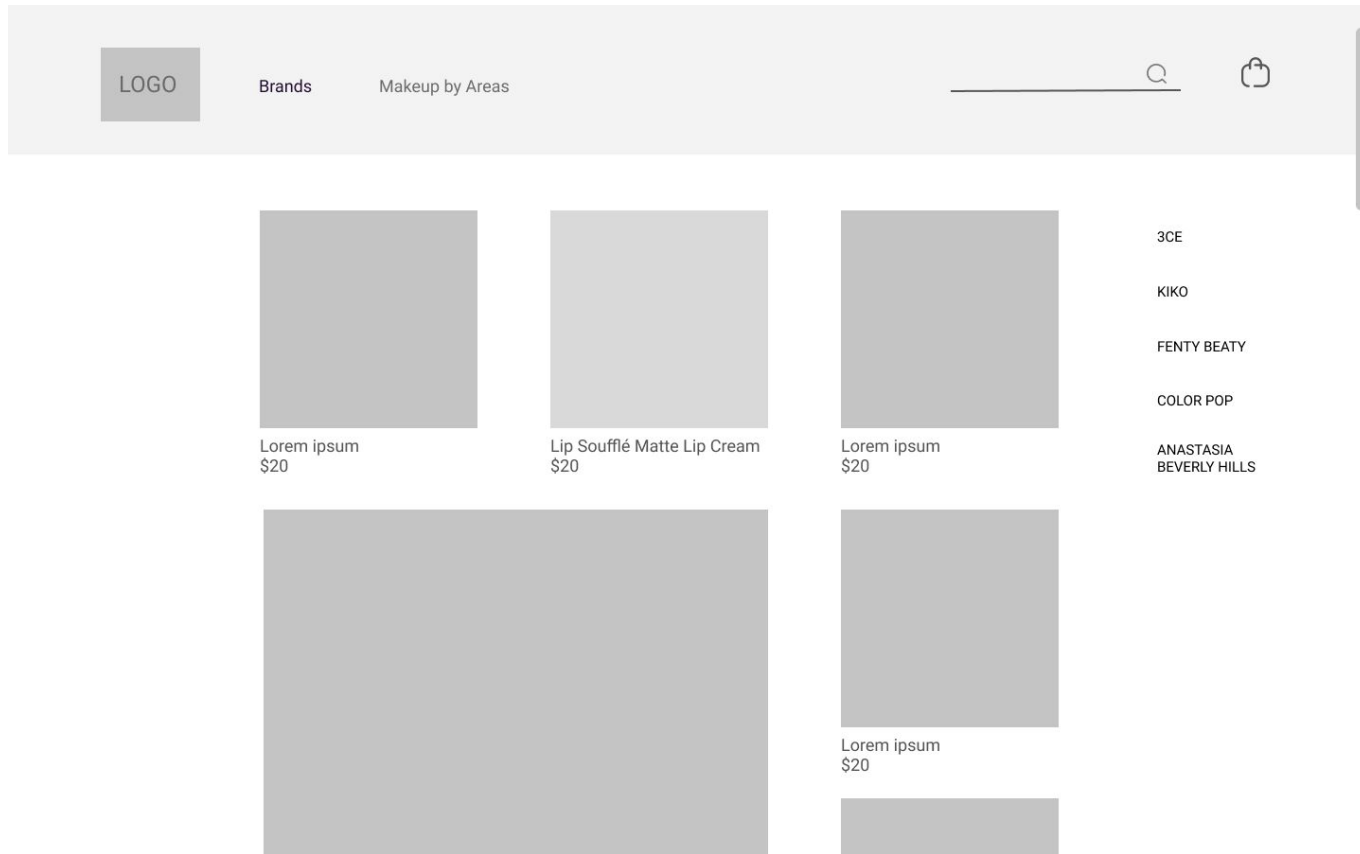 LOGO
Brands
Makeup by Areas
Lorem ipsum
$20
Lip Soufflé Matte Lip Cream
$20
Lorem ipsum
$20
3CE
KIKO
FENTY BEATY
COLOR POP
ANASTASIA
BEVERLY HILLS
Lorem ipsum
$20